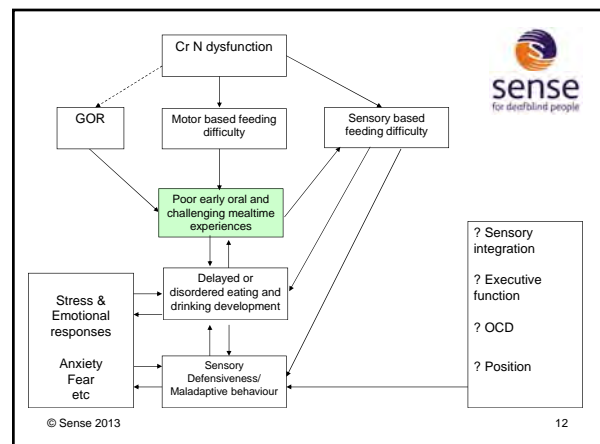 Cr N dysfunction
sense
for deafblind people
GOR
Motor based feeding
difficulty
Sensory based
feeding difficulty
Poor early oral and
challenging mealtime
experiences
Delayed or
disordered eating and
drinking development
Stress &
Emotional
responses
Anxiety
Fear
etc
Sensory
Defensiveness/
Maladaptive behaviour
? Sensory
integration
? Executive
function
? OCD
? Position
© Sense 2013
12